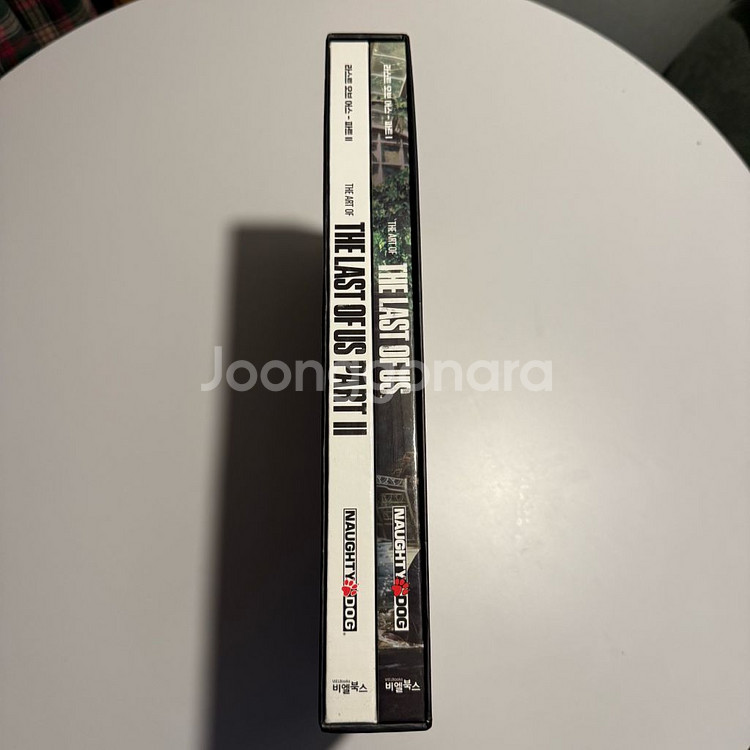 라스트 오브 어스 - 파트 II
THE ART OF
THE LAST OF US PART II
NAUGHTY DOG
비엘북스
라스트 오브 어스 - 파트 I
THE ART OF
THE LAST OF US
NAUGHTY DOG
비엘북스
Joonggonara